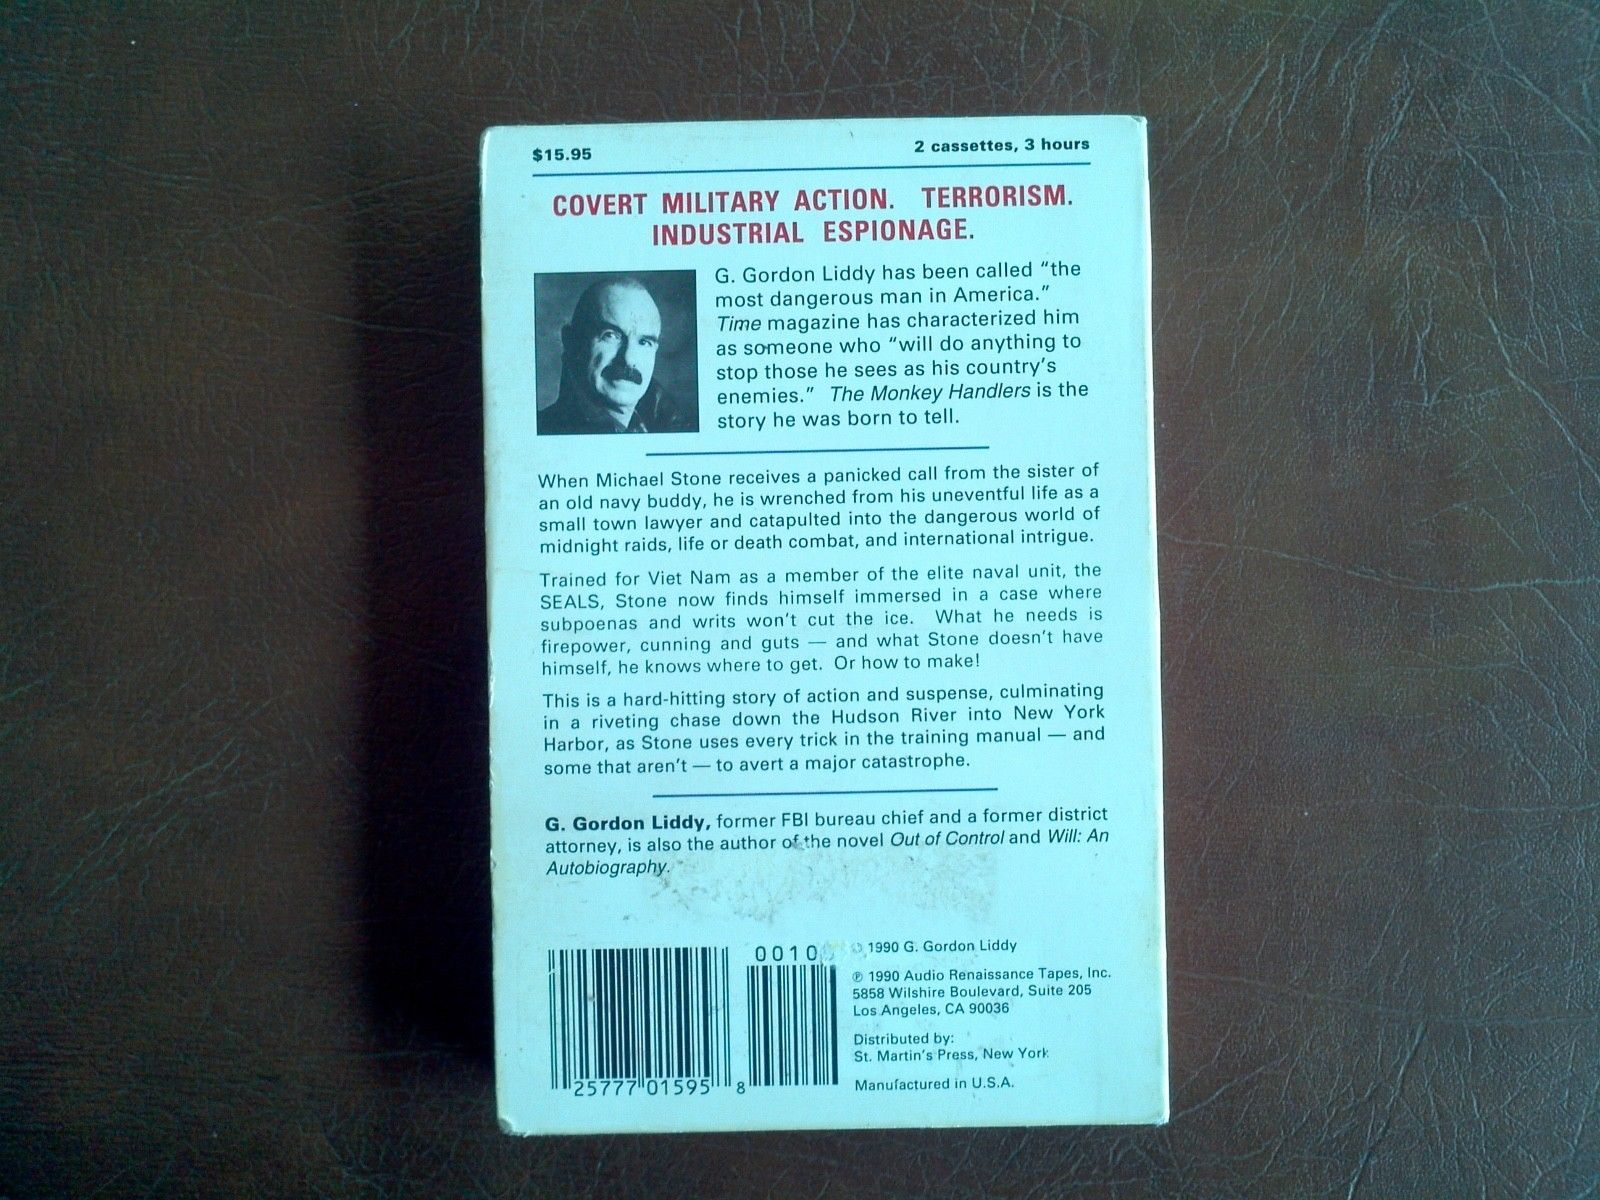 $15.95
2 cassettes, 3 hours
COVERT MILITARY ACTION. TERRORISM.
INDUSTRIAL ESPIONAGE.
G. Gordon Liddy has been called “the
most dangerous man in America.”
Time magazine has characterized him
as someone who “will do anything to
stop those he sees as his country’s
enemies.” The Monkey Handlers is the
story he was born to tell.
When Michael Stone receives a panicked call from the sister of
an old navy buddy, he is wrenched from his uneventful life as a
small town lawyer and catapulted into the dangerous world of
midnight raids, life or death combat, and international intrigue.
Trained for Viet Nam as a member of the elite naval unit, the
SEALS, Stone now finds himself immersed in a case where
subpoenas and writs won’t cut the ice. What he needs is
firepower, cunning and guts — and what Stone doesn’t have
himself, he knows where to get. Or how to make!
This is a hard-hitting story of action and suspense, culminating
in a riveting chase down the Hudson River into New York
Harbor, as Stone uses every trick in the training manual — and
some that aren’t — to avert a major catastrophe.
G. Gordon Liddy, former FBI bureau chief and a former district
attorney, is also the author of the novel Out of Control and Will: An
Autobiography.
0010
25777 01595 8
© 1990 G. Gordon Liddy
℗ 1990 Audio Renaissance Tapes, Inc.
5858 Wilshire Boulevard, Suite 205
Los Angeles, CA 90036
Distributed by:
St. Martin’s Press, New York
Manufactured in U.S.A.